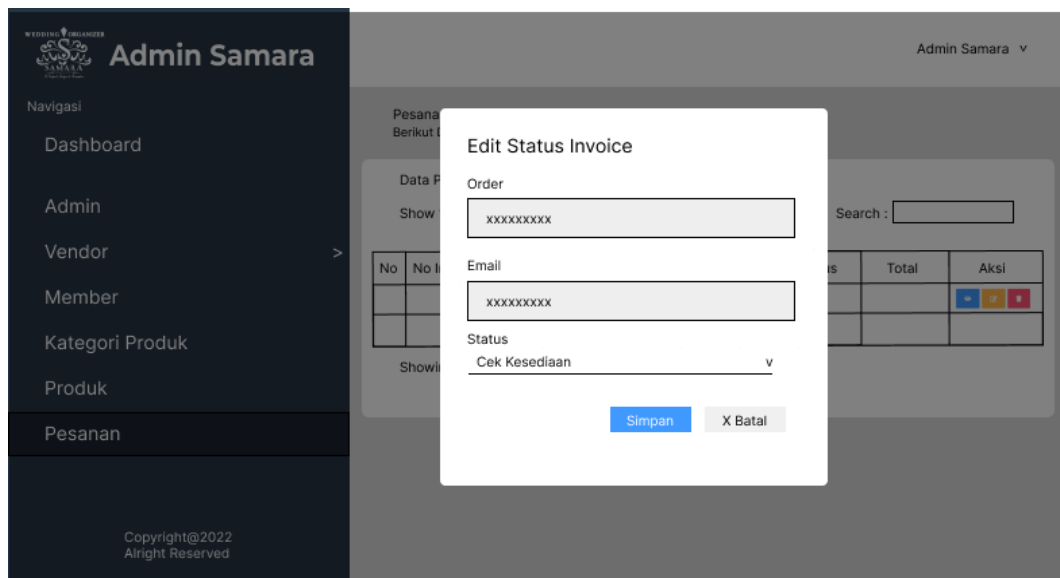 WEDDING ORGANIZER
SAMARA
Admin Samara
Admin Samara v
Navigasi
Dashboard
Admin
Vendor >
Member
Kategori Produk
Produk
Pesanan
Copyright@2022
Alright Reserved
Pesana
Berikut D
Data P
Show
Search :
No No I us Total Aksi
Showi
Edit Status Invoice
Order
xxxxxxxxx
Email
xxxxxxxxx
Status
Cek Kesediaan v
Simpan X Batal